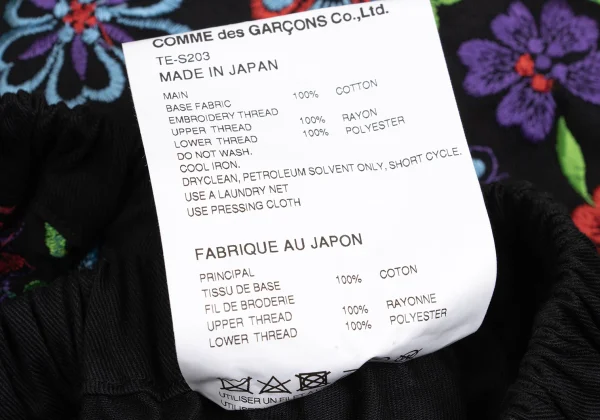 COMME des GARÇONS Co.,Ltd.
TE-S203
MADE IN JAPAN
MAIN
BASE FABRIC 100% COTTON
EMBROIDERY THREAD
UPPER THREAD 100% RAYON
LOWER THREAD 100% POLYESTER
DO NOT WASH.
COOL IRON.
DRYCLEAN, PETROLEUM SOLVENT ONLY, SHORT CYCLE.
USE A LAUNDRY NET
USE PRESSING CLOTH
FABRIQUE AU JAPON
PRINCIPAL
TISSU DE BASE 100% COTON
FIL DE BRODERIE
UPPER THREAD 100% RAYONNE
LOWER THREAD 100% POLYESTER
UTILISER UN FILET